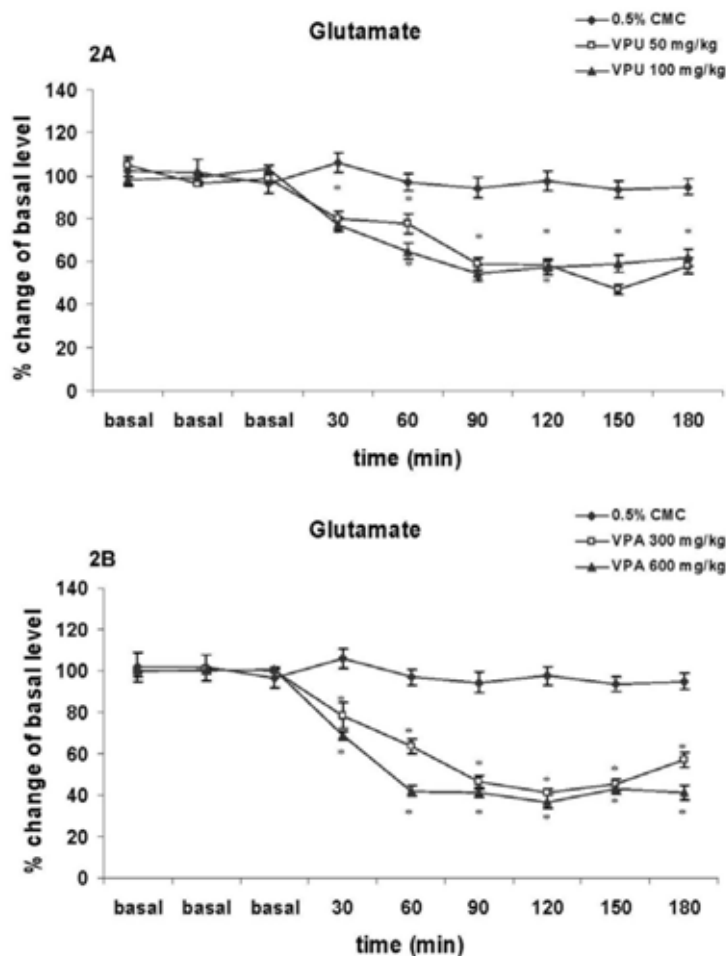 Glutamate
0.5% CMC
VPU 50 mg/kg
VPU 100 mg/kg
2A
% change of basal level
140
120
100
80
60
40
20
0
basal basal basal 30 60 90 120 150 180
time (min)
Glutamate
0.5% CMC
VPA 300 mg/kg
VPA 600 mg/kg
2B
% change of basal level
140
120
100
80
60
40
20
0
basal basal basal 30 60 90 120 150 180
time (min)